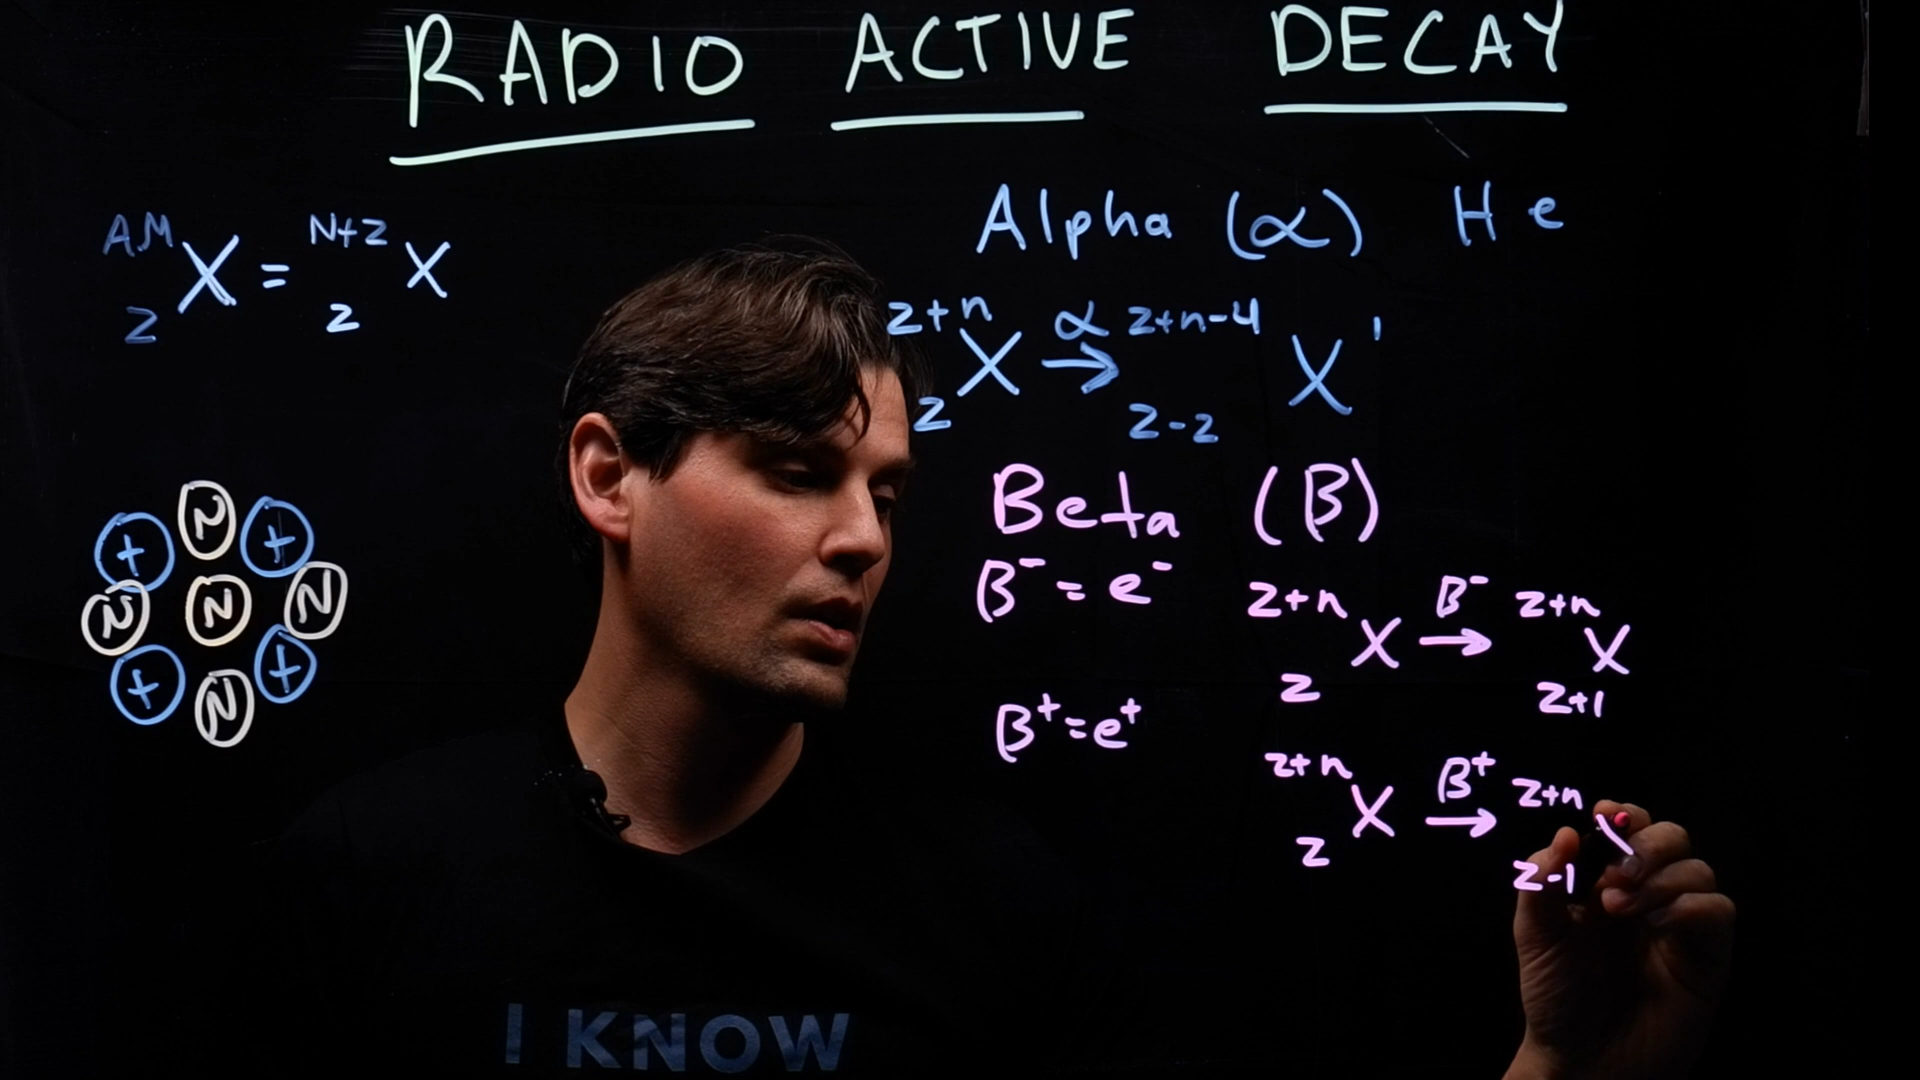 RADIO ACTIVE DECAY
AM X = N+Z X
Z Z
Alpha (α) He
z+n X α → z+n-4 X'
z z-2
Beta (β)
β⁻ = e⁻
z+n X β⁻ → z+n X
z z+1
β⁺ = e⁺
z+n X β⁺ → z+n
z z-1
+ N +
N N N
+ N +
I KNOW